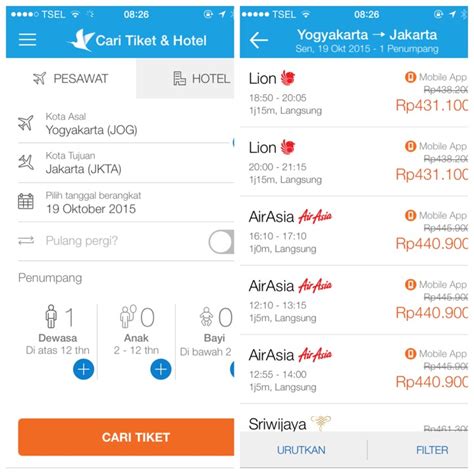 TSEL
08:26
Cari Tiket & Hotel
PESAWAT
HOTEL
Kota Asal
Yogyakarta (JOG)
Kota Tujuan
Jakarta (JKTA)
Pilih tanggal berangkat
19 Oktober 2015
Pulang pergi?
Penumpang
1
Dewasa
Di atas 12 thn
0
Anak
2 - 12 thn
0
Bayi
Di bawah 2
CARI TIKET
TSEL
08:26
Yogyakarta → Jakarta
Sen, 19 Okt 2015 - 1 Penumpang
Lion
18:50 - 20:05
1j15m, Langsung
Mobile App
Rp438.200
Rp431.100
Lion
20:00 - 21:15
1j15m, Langsung
Mobile App
Rp438.200
Rp431.100
AirAsia AirAsia
16:10 - 17:10
1j0m, Langsung
Mobile App
Rp445.900
Rp440.900
AirAsia AirAsia
12:10 - 13:15
1j5m, Langsung
Mobile App
Rp445.900
Rp440.900
AirAsia AirAsia
12:55 - 14:00
1j5m, Langsung
Mobile App
Rp445.900
Rp440.900
Sriwijaya
Rp461.300
URUTKAN
FILTER